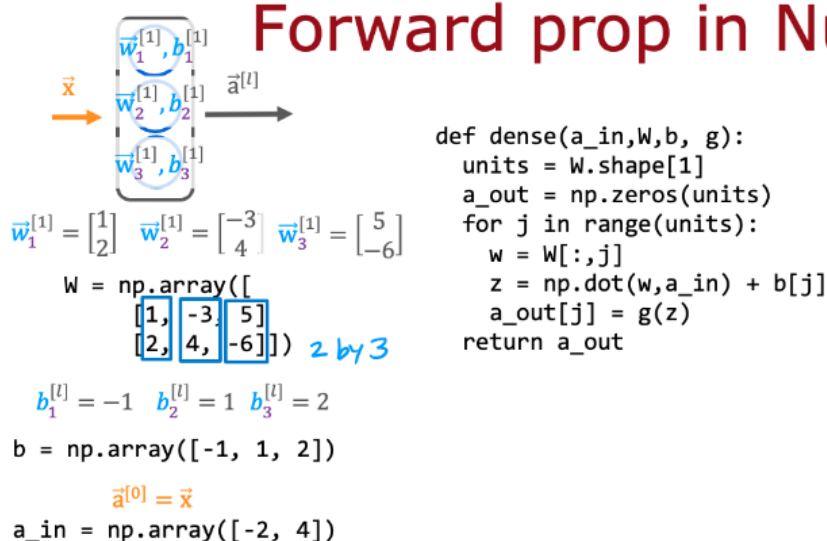 Forward prop in Nu
w⃗₁^[1], b₁^[1]
x⃗
a⃗^[l]
w⃗₂^[1], b₂^[1]
w⃗₃^[1], b₃^[1]
w⃗₁^[1] = [1 2] w⃗₂^[1] = [-3 4] w⃗₃^[1] = [5 -6]
W = np.array([
[1, -3, 5]
[2, 4, -6]]) 2 by 3
b₁^[l] = -1 b₂^[l] = 1 b₃^[l] = 2
b = np.array([-1, 1, 2])
a⃗^[0] = x⃗
a_in = np.array([-2, 4])
def dense(a_in,W,b, g):
units = W.shape[1]
a_out = np.zeros(units)
for j in range(units):
w = W[:,j]
z = np.dot(w,a_in) + b[j]
a_out[j] = g(z)
return a_out